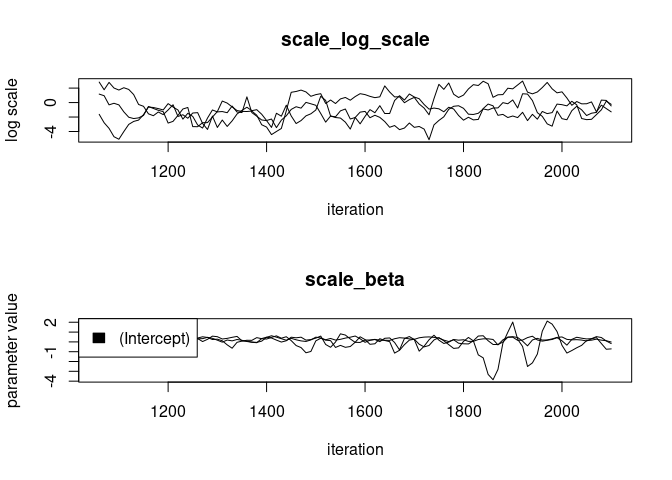 scale_log_scale
log scale
0
-4
1200 1400 1600 1800 2000
iteration
scale_beta
parameter value
2
-1
-4
(Intercept)
1200 1400 1600 1800 2000
iteration